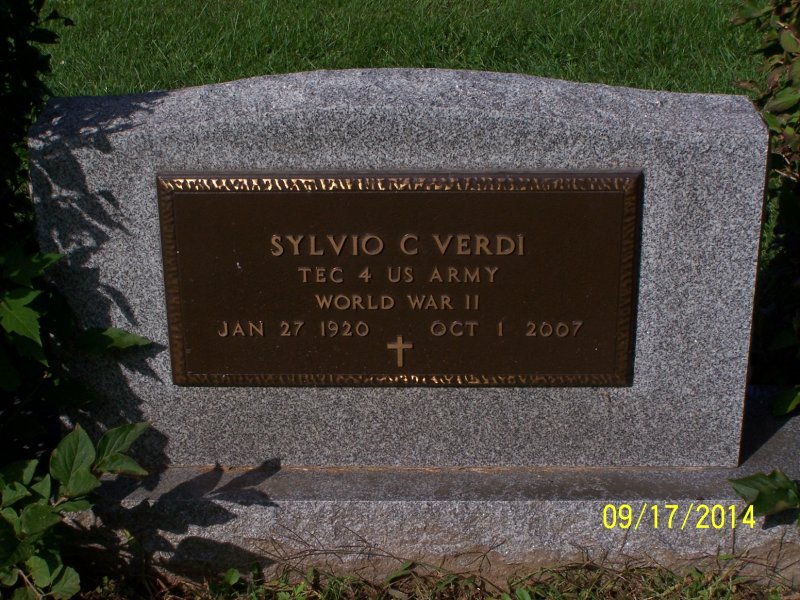 SYLVIO C VERDI
TEC 4 US ARMY
WORLD WAR II
JAN 27 1920 OCT 1 2007
09/17/2014